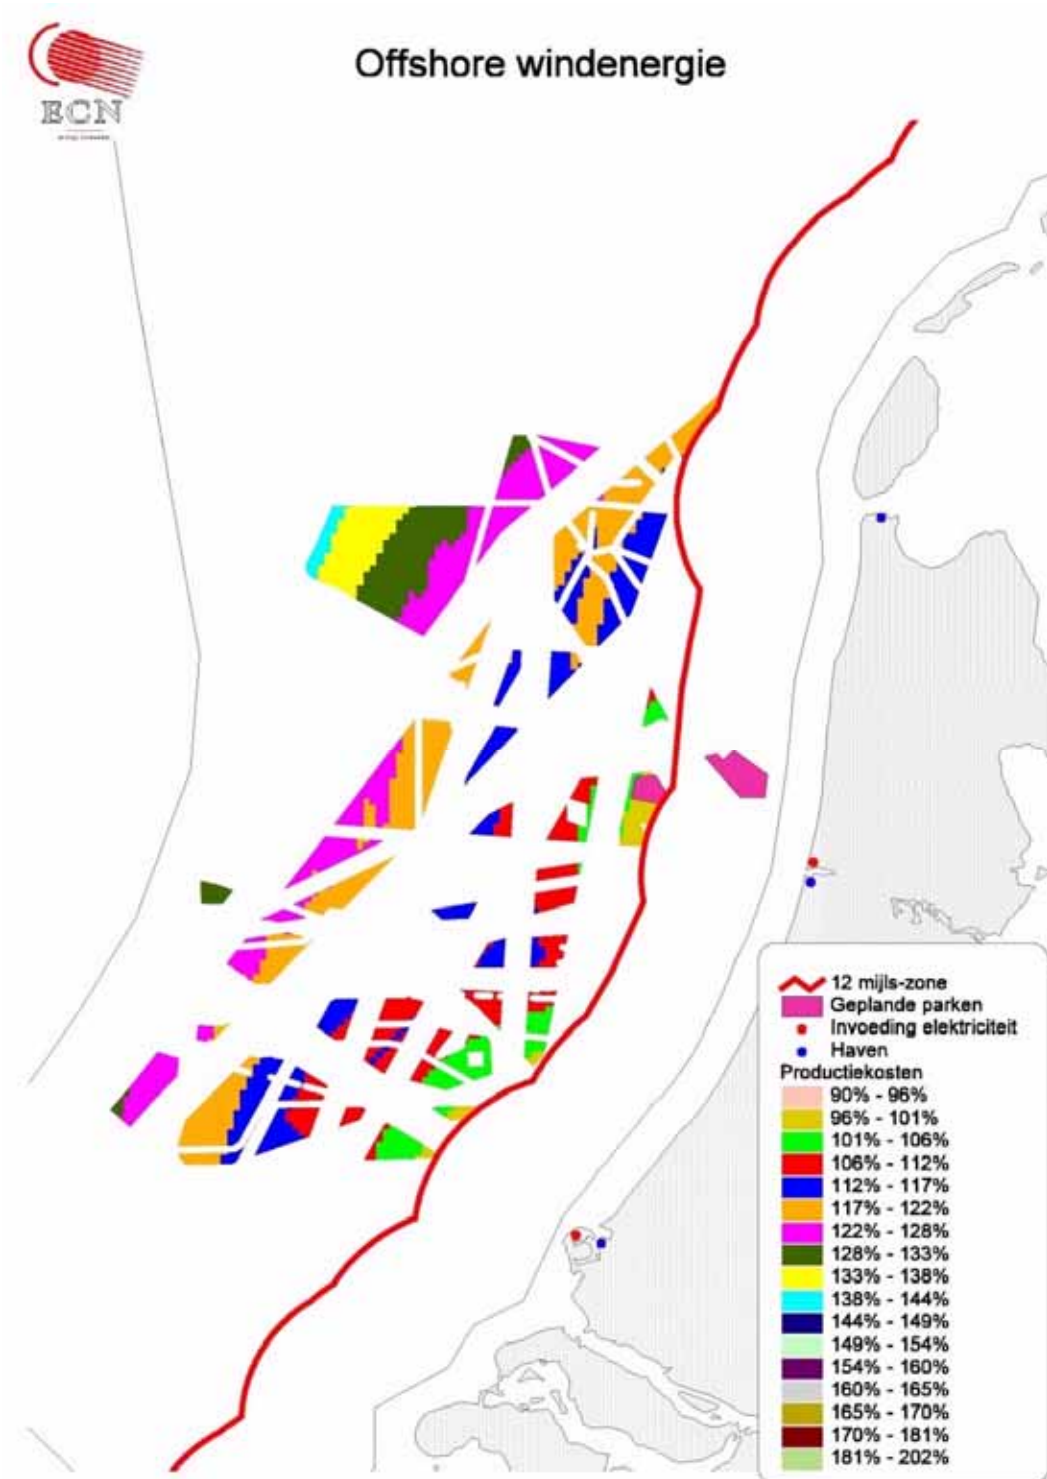 Offshore windenergie
ECN
12 mijls-zone
Geplande parken
Invoeding elektriciteit
Haven
Productiekosten
90% - 96%
96% - 101%
101% - 106%
106% - 112%
112% - 117%
117% - 122%
122% - 128%
128% - 133%
133% - 138%
138% - 144%
144% - 149%
149% - 154%
154% - 160%
160% - 165%
165% - 170%
170% - 181%
181% - 202%